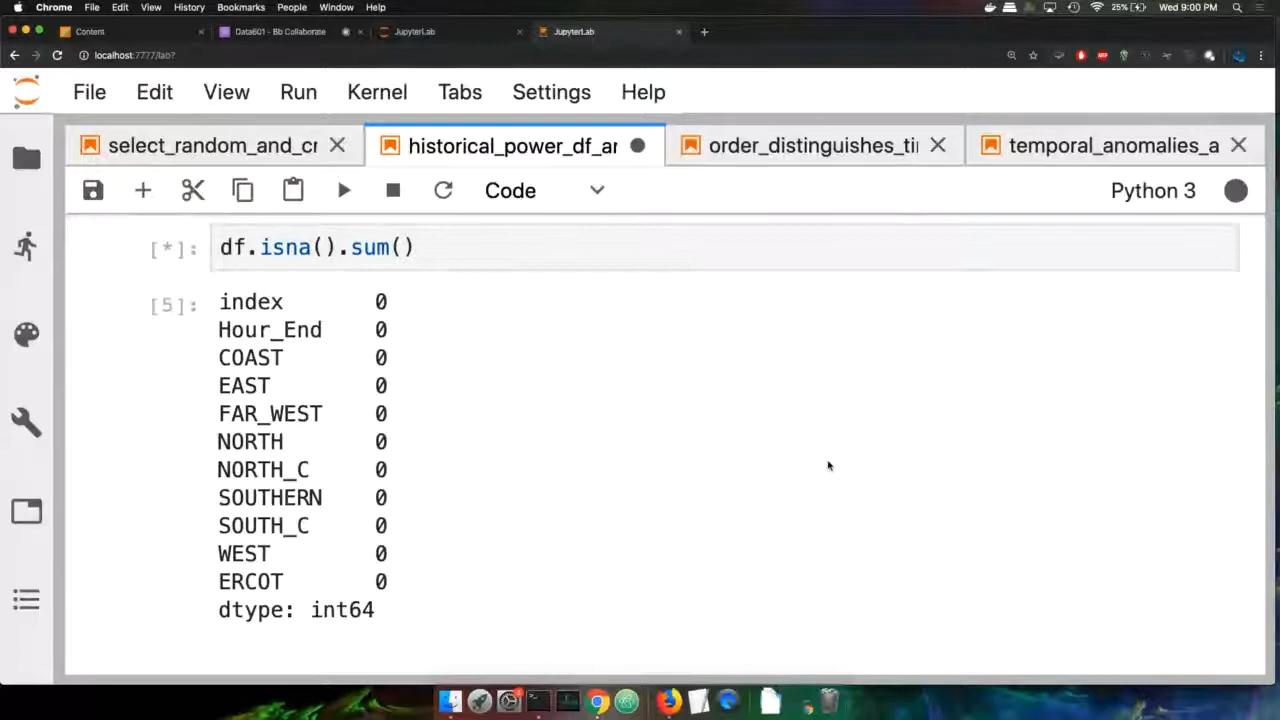 Chrome File Edit View History Bookmarks People Window Help 25% Wed 9:00 PM
Content Data601 - Bb Collaborate JupyterLab JupyterLab
localhost:7777/lab?
File Edit View Run Kernel Tabs Settings Help
select_random_and_cr historical_power_df_ar order_distinguishes_ti temporal_anomalies_a
Code Python 3
[*]: df.isna().sum()
[5]: index 0
Hour_End 0
COAST 0
EAST 0
FAR_WEST 0
NORTH 0
NORTH_C 0
SOUTHERN 0
SOUTH_C 0
WEST 0
ERCOT 0
dtype: int64